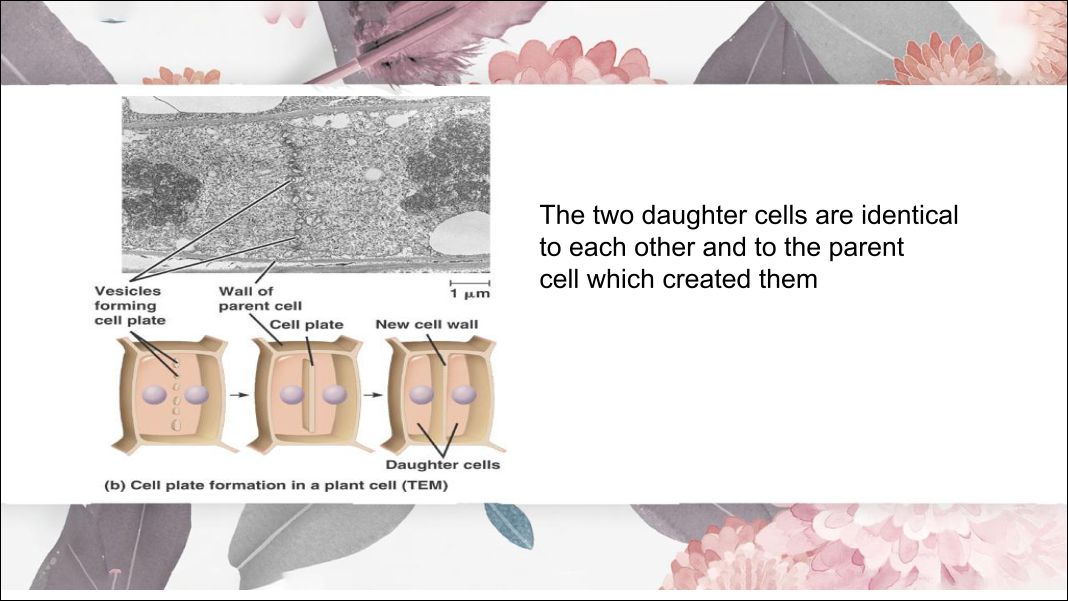 The two daughter cells are identical
to each other and to the parent
cell which created them
Vesicles
forming
cell plate
Wall of
parent cell
1 µm
Cell plate
New cell wall
Daughter cells
(b) Cell plate formation in a plant cell (TEM)